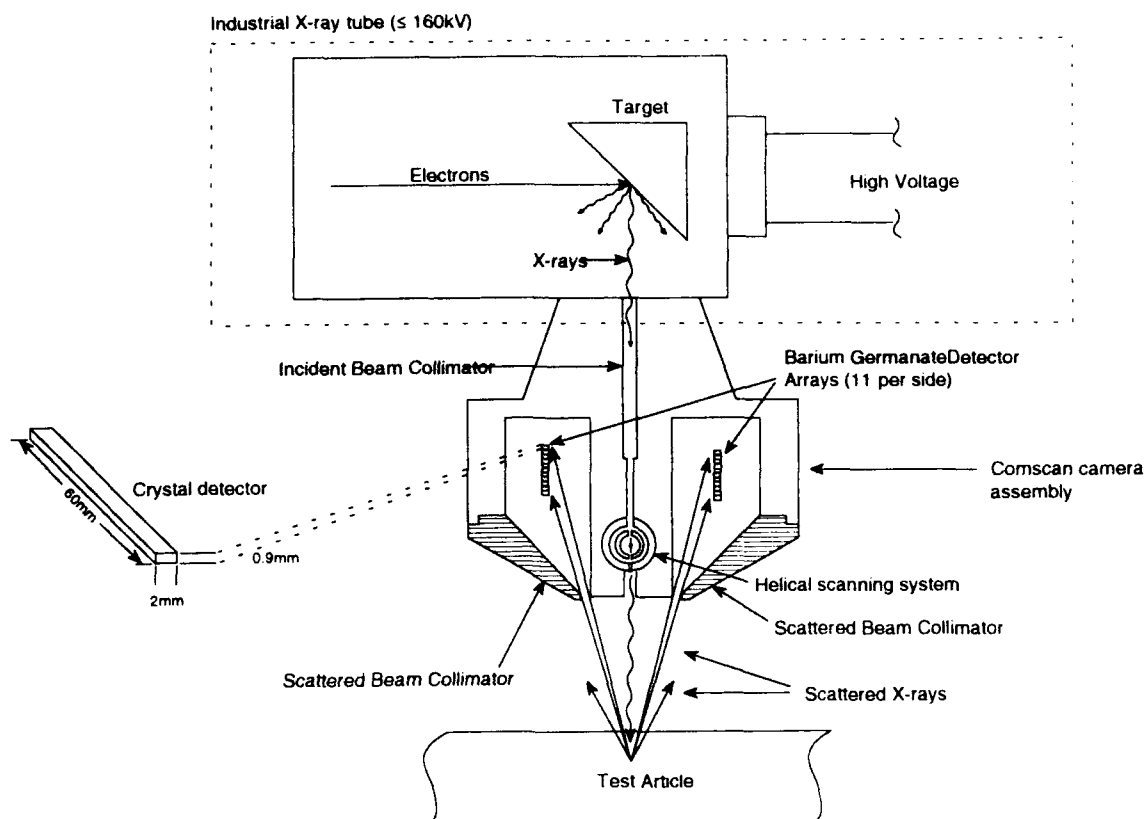 Industrial X-ray tube (≤ 160kV)
Target
Electrons
High Voltage
X-rays
Incident Beam Collimator
Barium GermanateDetector
Arrays (11 per side)
Crystal detector
60mm
0.9mm
2mm
Comscan camera
assembly
Helical scanning system
Scattered Beam Collimator
Scattered Beam Collimator
Scattered X-rays
Test Article